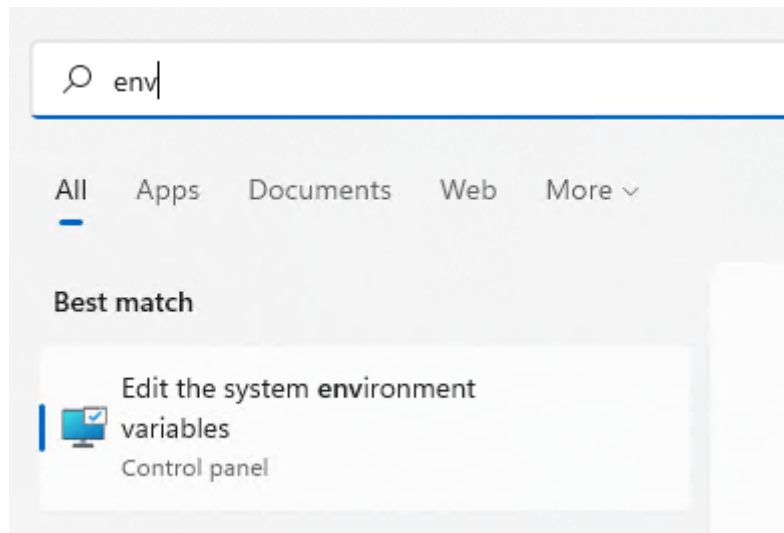 env
All Apps Documents Web More
Best match
Edit the system environment
variables
Control panel